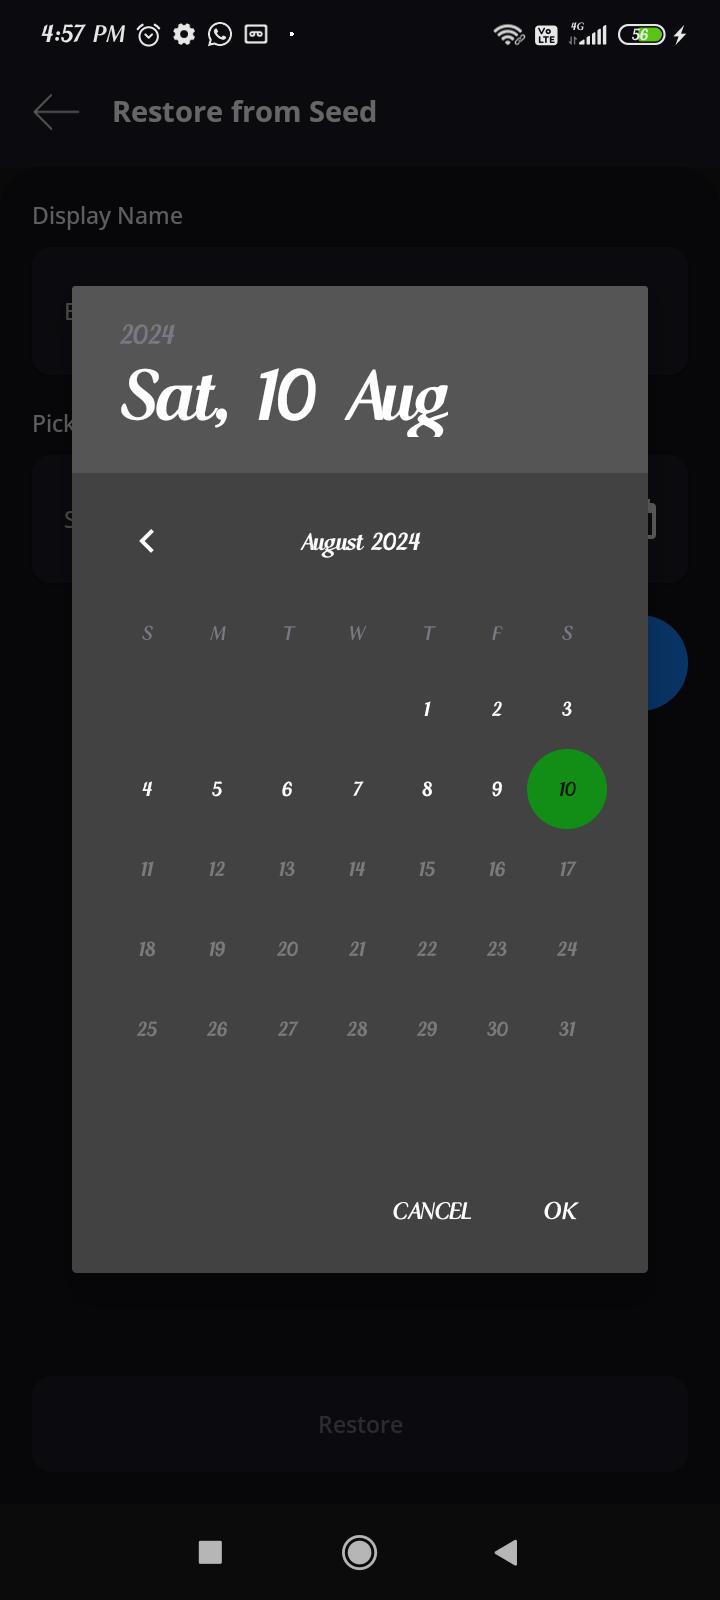 4:57 PM
Vo LTE
4G
56
Restore from Seed
Display Name
2024
Sat, 10 Aug
Pick
August 2024
S M T W T F S
1 2 3
4 5 6 7 8 9 10
11 12 13 14 15 16 17
18 19 20 21 22 23 24
25 26 27 28 29 30 31
CANCEL OK
Restore